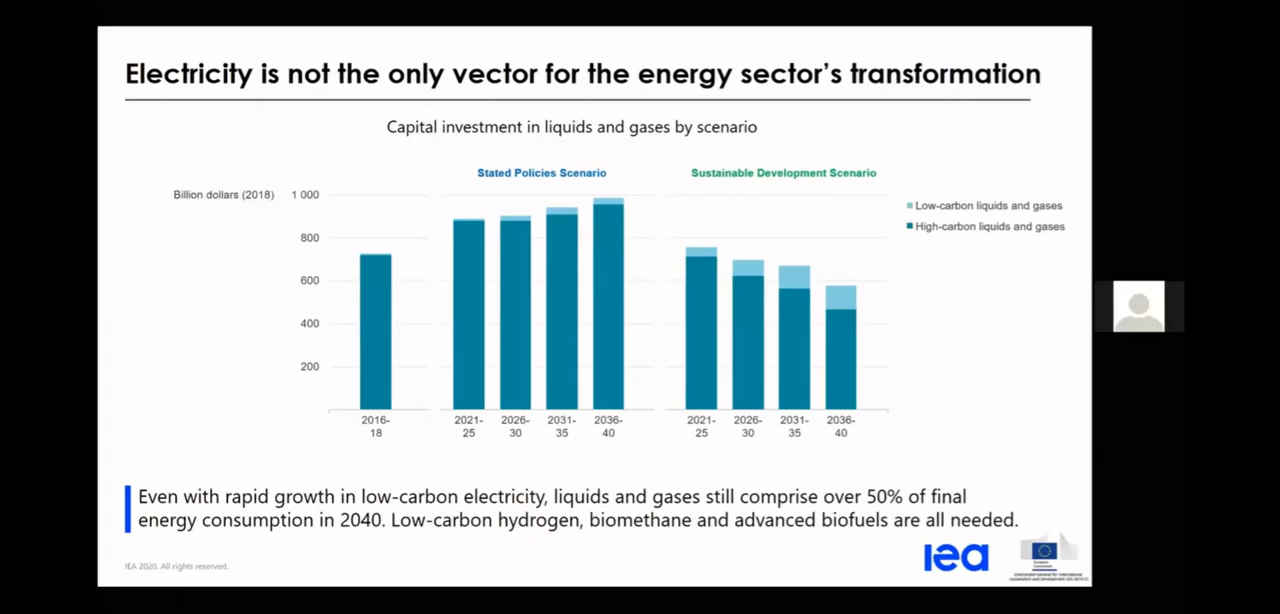 Electricity is not the only vector for the energy sector's transformation
Capital investment in liquids and gases by scenario
Stated Policies Scenario
Sustainable Development Scenario
Billion dollars (2018)
1 000
800
600
400
200
Low-carbon liquids and gases
High-carbon liquids and gases
2016-
18
2021-
25
2026-
30
2031-
35
2036-
40
2021-
25
2026-
30
2031-
35
2036-
40
Even with rapid growth in low-carbon electricity, liquids and gases still comprise over 50% of final
energy consumption in 2040. Low-carbon hydrogen, biomethane and advanced biofuels are all needed.
IEA 2020. All rights reserved.
iea
European
Commission